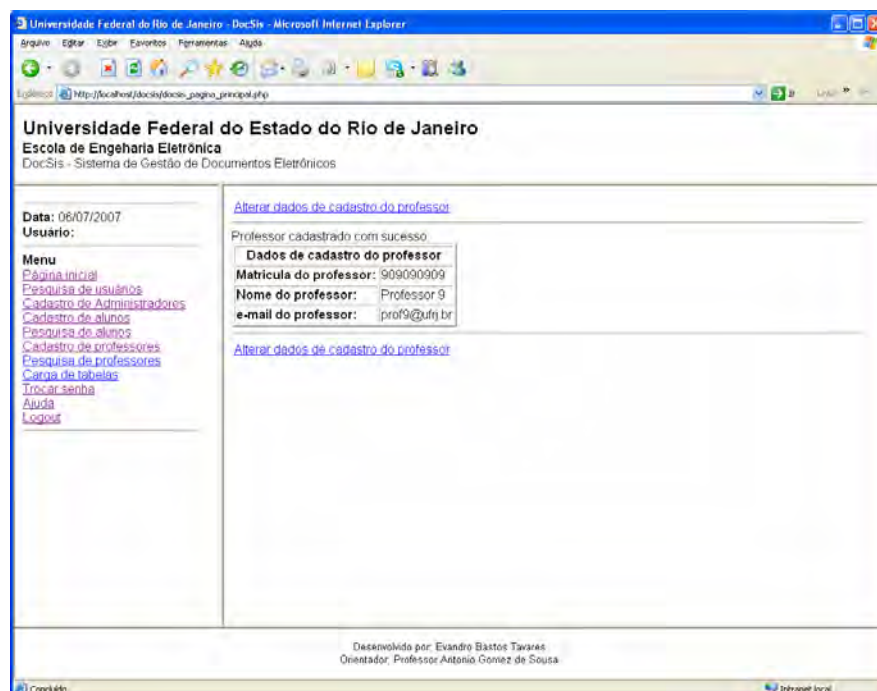 Universidade Federal do Rio de Janeiro - DocSis - Microsoft Internet Explorer
Arquivo Editar Exibir Favoritos Ferramentas Ajuda
http://localhost/docsis/docsis_pagina_principal.php
Universidade Federal do Estado do Rio de Janeiro
Escola de Engeharia Eletrônica
DocSis - Sistema de Gestão de Documentos Eletrônicos
Data: 06/07/2007
Usuário:
Menu
Página inicial
Pesquisa de usuários
Cadastro de Administradores
Cadastro de alunos
Pesquisa de alunos
Cadastro de professores
Pesquisa de professores
Carga de tabelas
Trocar senha
Ajuda
Logout
Alterar dados de cadastro do professor
Professor cadastrado com sucesso
Dados de cadastro do professor
Matricula do professor: 909090909
Nome do professor: Professor 9
e-mail do professor: prof9@ufrj.br
Alterar dados de cadastro do professor
Desenvolvido por: Evandro Bastos Tavares
Orientador: Professor Antonio Gomez de Sousa
Concluído
Intranet local